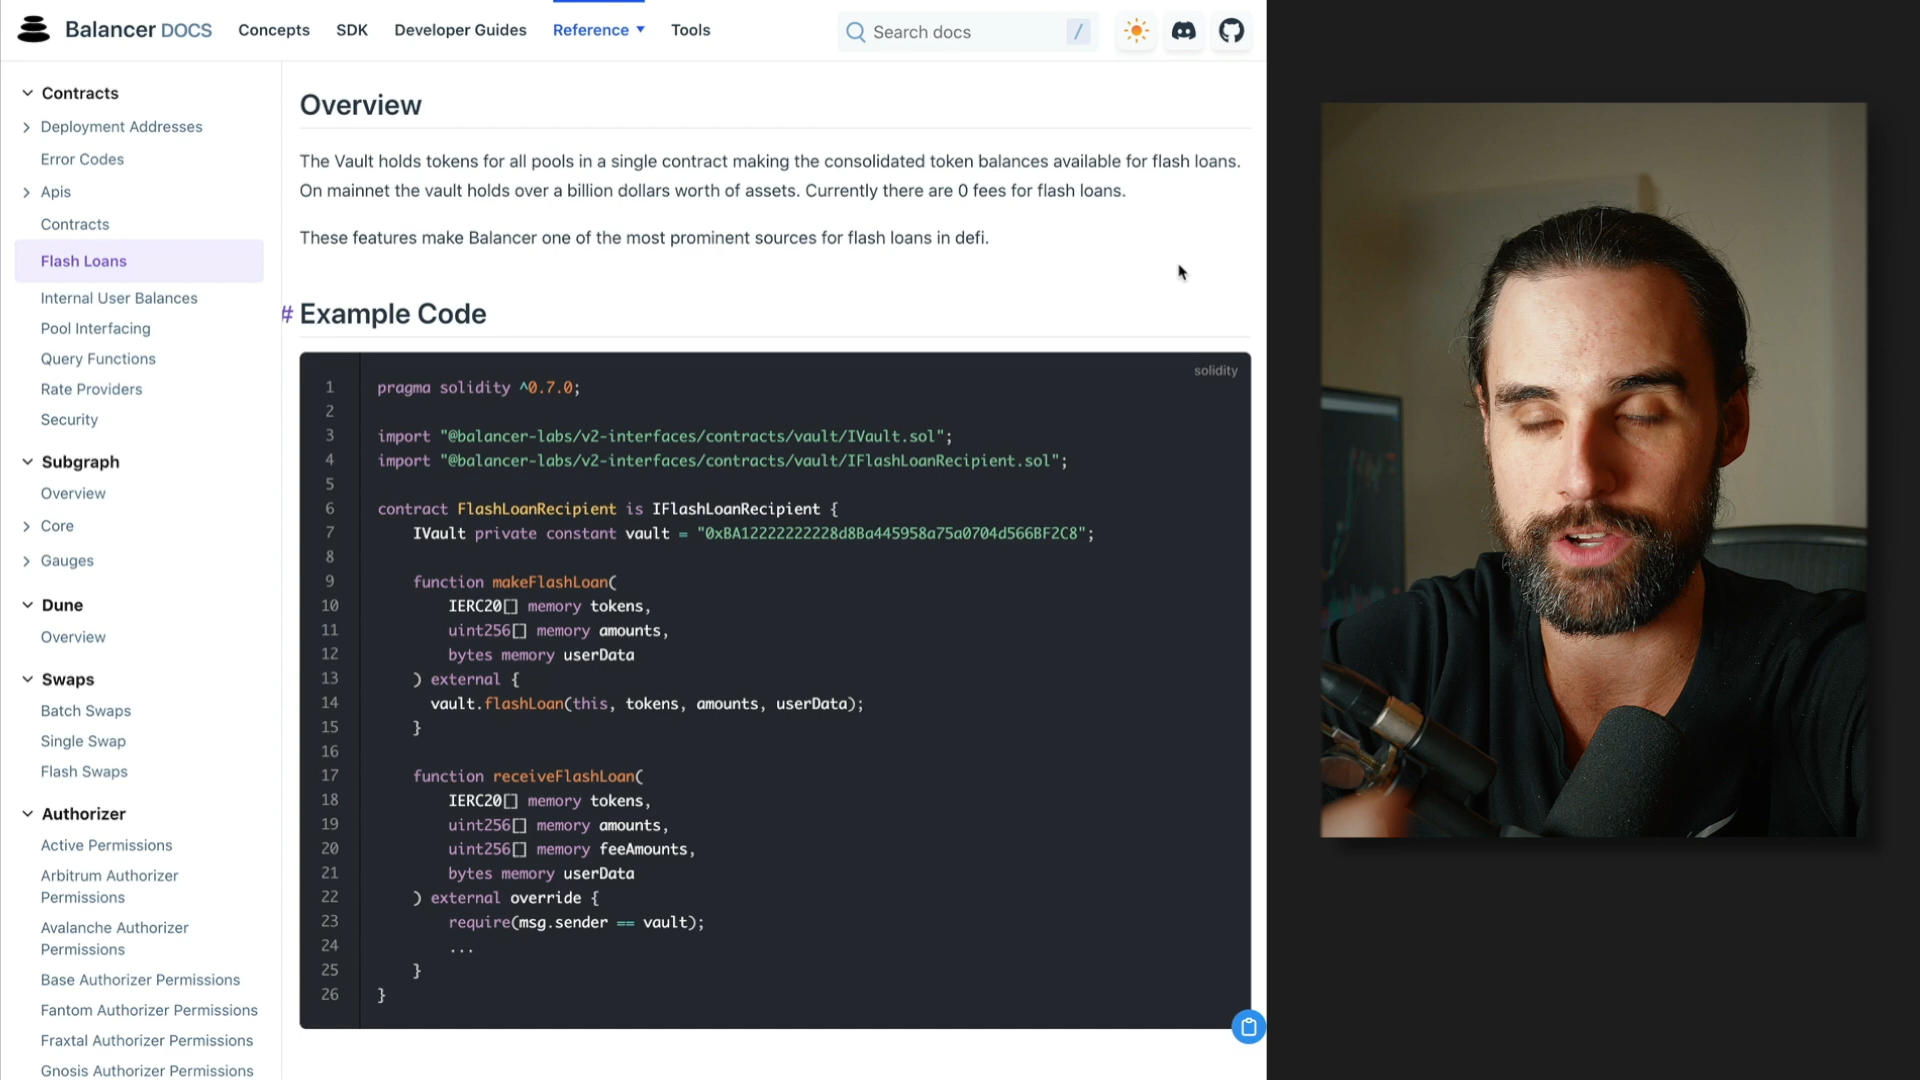 Balancer DOCS
Concepts
SDK
Developer Guides
Reference
Tools
Search docs
/
Contracts
Deployment Addresses
Error Codes
Apis
Contracts
Flash Loans
Internal User Balances
Pool Interfacing
Query Functions
Rate Providers
Security
Subgraph
Overview
Core
Gauges
Dune
Overview
Swaps
Batch Swaps
Single Swap
Flash Swaps
Authorizer
Active Permissions
Arbitrum Authorizer
Permissions
Avalanche Authorizer
Permissions
Base Authorizer Permissions
Fantom Authorizer Permissions
Fraxtal Authorizer Permissions
Gnosis Authorizer Permissions
Overview
The Vault holds tokens for all pools in a single contract making the consolidated token balances available for flash loans.
On mainnet the vault holds over a billion dollars worth of assets. Currently there are 0 fees for flash loans.
These features make Balancer one of the most prominent sources for flash loans in defi.
# Example Code
solidity
1 pragma solidity ^0.7.0;
2
3 import "@balancer-labs/v2-interfaces/contracts/vault/IVault.sol";
4 import "@balancer-labs/v2-interfaces/contracts/vault/IFlashLoanRecipient.sol";
5
6 contract FlashLoanRecipient is IFlashLoanRecipient {
7 IVault private constant vault = "0xBA12222222228d8Ba445958a75a0704d566BF2C8";
8
9 function makeFlashLoan(
10 IERC20[] memory tokens,
11 uint256[] memory amounts,
12 bytes memory userData
13 ) external {
14 vault.flashLoan(this, tokens, amounts, userData);
15 }
16
17 function receiveFlashLoan(
18 IERC20[] memory tokens,
19 uint256[] memory amounts,
20 uint256[] memory feeAmounts,
21 bytes memory userData
22 ) external override {
23 require(msg.sender == vault);
24 ...
25 }
26 }